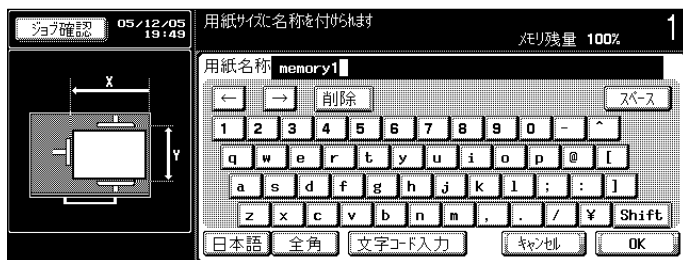 ジョブ確認 05/12/05 19:49
用紙サイズに名称を付けられます
メモリ残量 100% 1
用紙名称 memory1
X
Y
← → 削除 スペース
1 2 3 4 5 6 7 8 9 0 - ^
q w e r t y u i o p @ [
a s d f g h j k l ; : ]
z x c v b n m , . / ¥ Shift
日本語 全角 文字コード入力 キャンセル OK